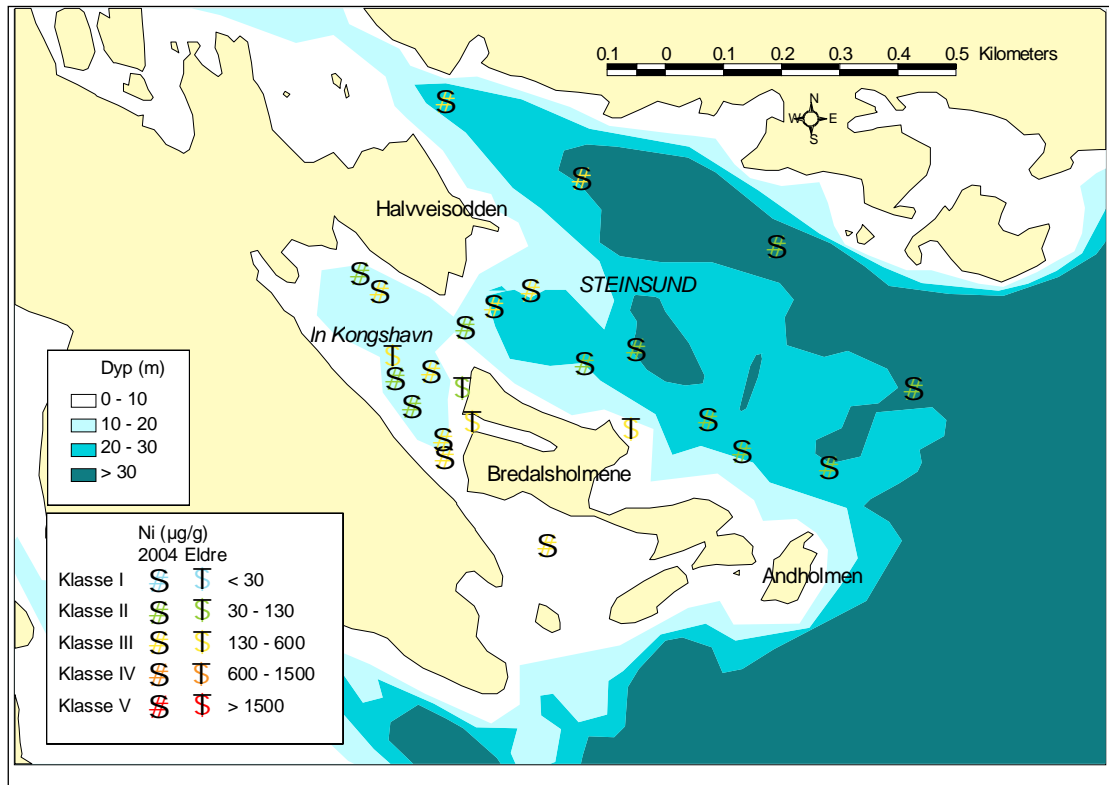 0.1 0 0.1 0.2 0.3 0.4 0.5 Kilometers
N
W E
S
Halvveisodden
STEINSUND
In Kongshavn
Bredalsholmene
Andholmen
Dyp (m)
0 - 10
10 - 20
20 - 30
> 30
Ni (µg/g)
2004 Eldre
Klasse I S T < 30
Klasse II S T 30 - 130
Klasse III S T 130 - 600
Klasse IV S T 600 - 1500
Klasse V S T > 1500